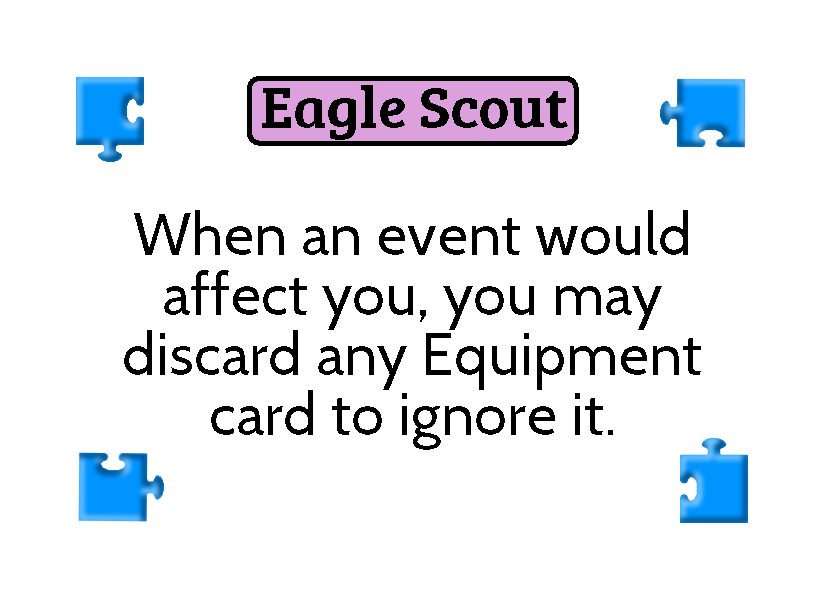 Eagle Scout
When an event would
affect you, you may
discard any Equipment
card to ignore it.